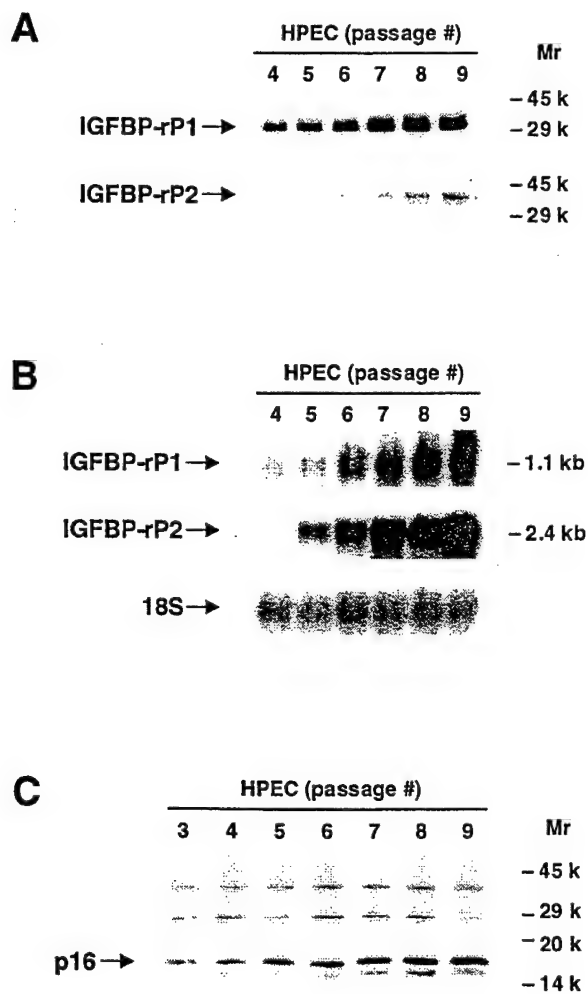 A
HPEC (passage #)
Mr
4 5 6 7 8 9
– 45 k
IGFBP-rP1→
– 29 k
IGFBP-rP2→
– 45 k
– 29 k
B
HPEC (passage #)
4 5 6 7 8 9
IGFBP-rP1→
– 1.1 kb
IGFBP-rP2→
– 2.4 kb
18S→
C
HPEC (passage #)
3 4 5 6 7 8 9
Mr
– 45 k
– 29 k
– 20 k
p16→
– 14 k